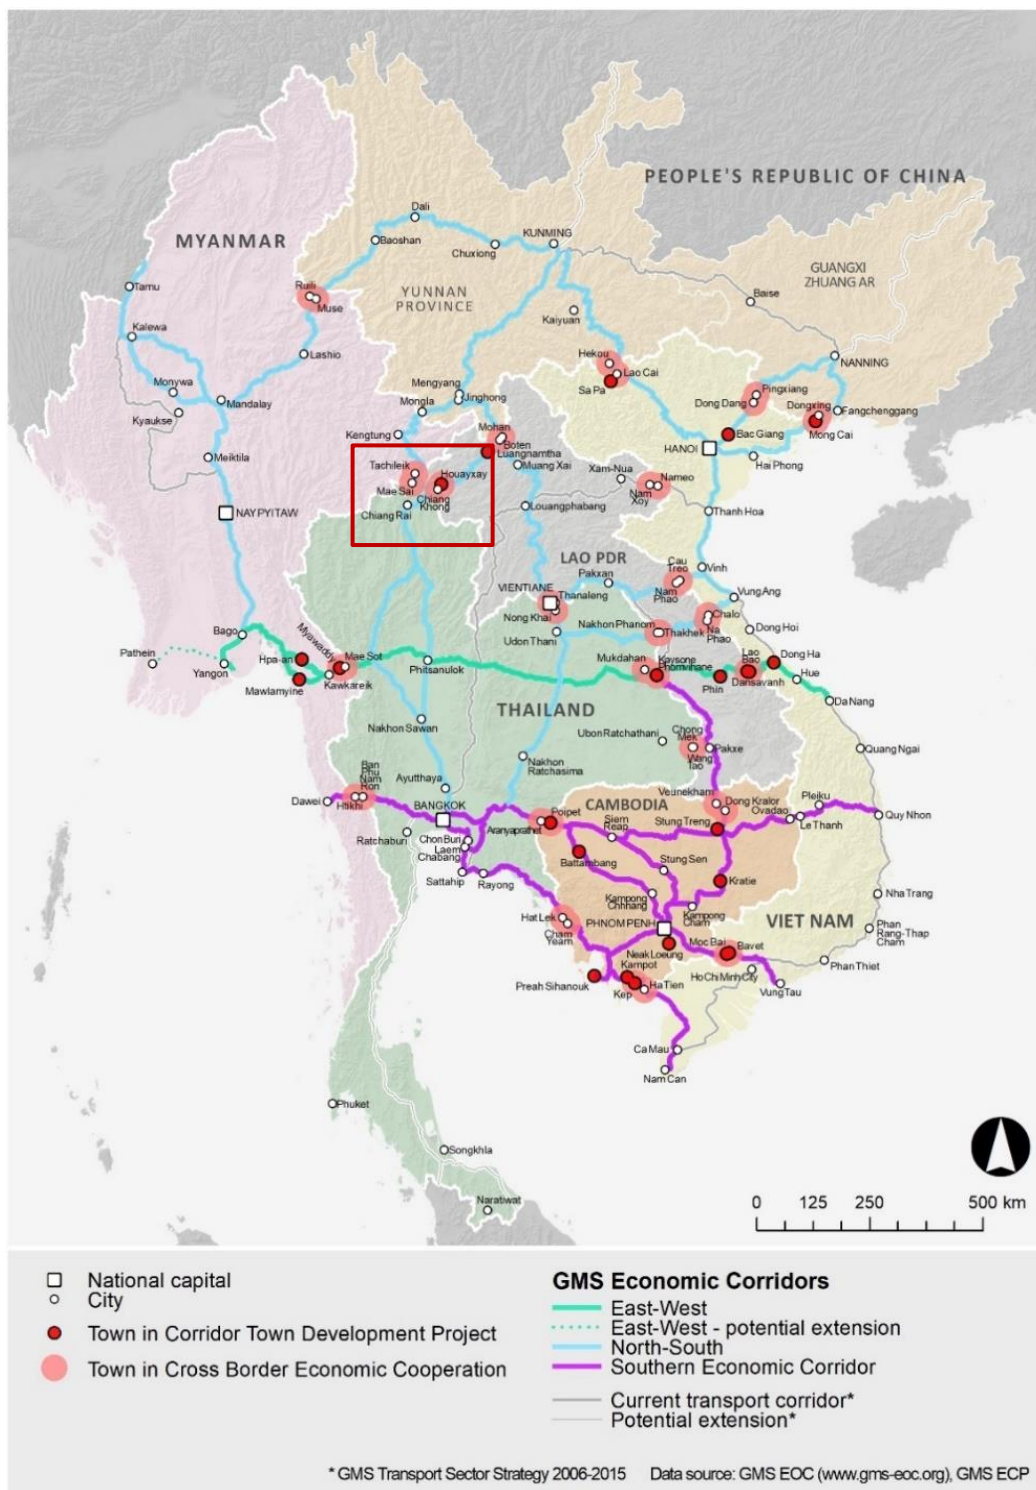 PEOPLE'S REPUBLIC OF CHINA
Dali
KUNMING
MYANMAR
Baoshan
Chuxiong
GUANGXI
ZHUANG AR
Tamu
Ruili
Muse
YUNNAN
PROVINCE
Baise
Kaiyuan
Kalewa
Lashio
Hekou
Lao Cai
Sa Pa
NANNING
Monywa
Mandalay
Kyaukse
Mengyang
Jinghong
Mongla
Pingxiang
Dong Dang
Dongxing
Fangchenggang
Mong Cai
Kengtung
Mohan
Boten
Luangnamtha
Bac Giang
HANOI
Hai Phong
Meiktila
Tachileik
Mae Sai
Houayxay
Chiang
Khong
Chiang Rai
Muang Xai
Xam-Nua
Nameo
Nam
Xoy
NAYPYITAW
Louangphabang
Thanh Hoa
LAO PDR
Cau
Treo
Vinh
Pakxan
Nam
Phao
VIENTIANE
Thanaleng
Nong Khai
Vung Ang
Chalo
Na
Phao
Nakhon Phanom
Thakhek
Dong Hoi
Udon Thani
Bago
Pathein
Yangon
Hpa-an
Myawaddy
Mae Sot
Kawkareik
Mawlamyine
Phitsanulok
Mukdahan
Kaysone
Phomvihane
Phin
Lao
Bao
Dansavanh
Dong Ha
Hue
Da Nang
THAILAND
Nakhon Sawan
Ubon Ratchathani
Chong
Mek
Wang
Tao
Pakxe
Quang Ngai
Nakhon
Ratchasima
Ayutthaya
Ban
Phu
Nam
Ron
Dawei
Htikhi
BANGKOK
CAMBODIA
Veunekham
Dong Kralor
Pleiku
Ovadao
Le Thanh
Quy Nhon
Poipet
Aranyaprathet
Siem
Reap
Stung Treng
Ratchaburi
Chon Buri
Laem
Chabang
Battambang
Stung Sen
Sattahip
Rayong
Kratie
Kampong
Chhnang
Nha Trang
Hat Lek
Cham
Yeam
PHNOM PENH
Kampong
Cham
VIET NAM
Phan
Rang-Thap
Cham
Moc Bai
Bavet
Neak Loeung
Phan Thiet
Kampot
Preah Sihanouk
Kep
Ha Tien
Ho Chi Minh City
Vung Tau
Ca Mau
Nam Can
Phuket
Songkhla
Naratiwat
0 125 250 500 km
National capital
City
Town in Corridor Town Development Project
Town in Cross Border Economic Cooperation
GMS Economic Corridors
East-West
East-West - potential extension
North-South
Southern Economic Corridor
Current transport corridor*
Potential extension*
* GMS Transport Sector Strategy 2006-2015 Data source: GMS EOC (www.gms-eoc.org), GMS ECP